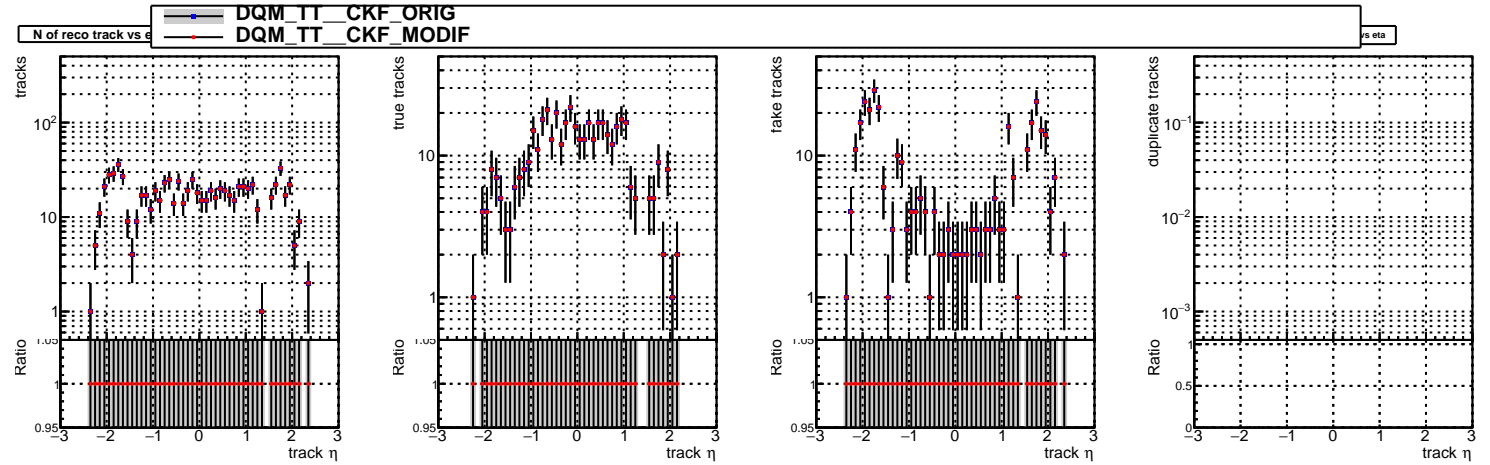 DQM_TT__CKF_ORIG
DQM_TT__CKF_MODIF
N of reco track vs e
vs eta
tracks
10²
10
1
Ratio
1.05
1
0.95
−3 −2 −1 0 1 2 3
track η
true tracks
10
1
Ratio
1.05
1
0.95
−3 −2 −1 0 1 2 3
track η
fake tracks
10
1
Ratio
1.05
1
0.95
−3 −2 −1 0 1 2 3
track η
duplicate tracks
10⁻¹
10⁻²
10⁻³
Ratio
1
0.5
0
−3 −2 −1 0 1 2 3
track η